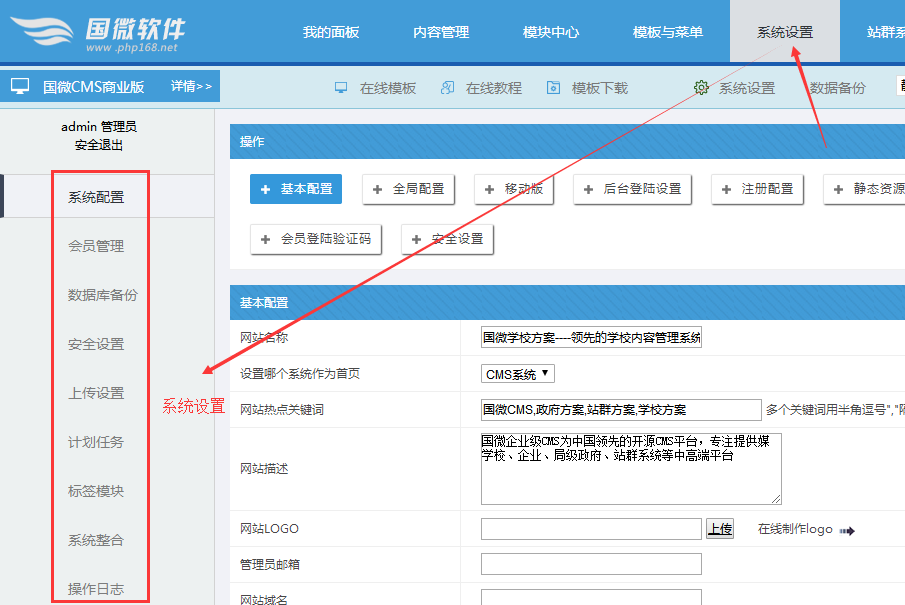 国微软件
www.php168.net
我的面板 内容管理 模块中心 模板与菜单 系统设置 站群系
国微CMS商业版 详情>>
在线模板 在线教程 模板下载 系统设置 数据备份
admin 管理员
安全退出
系统配置
会员管理
数据库备份
安全设置
上传设置
计划任务
标签模块
系统整合
操作日志
系统设置
操作
+ 基本配置 + 全局配置 + 移动版 + 后台登陆设置 + 注册配置 + 静态资源
+ 会员登陆验证码 + 安全设置
基本配置
网站名称 国微学校方案----领先的学校内容管理系统
设置哪个系统作为首页 CMS系统
网站热点关键词 国微CMS,政府方案,站群方案,学校方案 多个关键词用半角逗号","
网站描述 国微企业级CMS为中国领先的开源CMS平台，专注提供媒
学校、企业、局级政府、站群系统等中高端平台
网站LOGO 上传 在线制作logo
管理员邮箱
网站域名